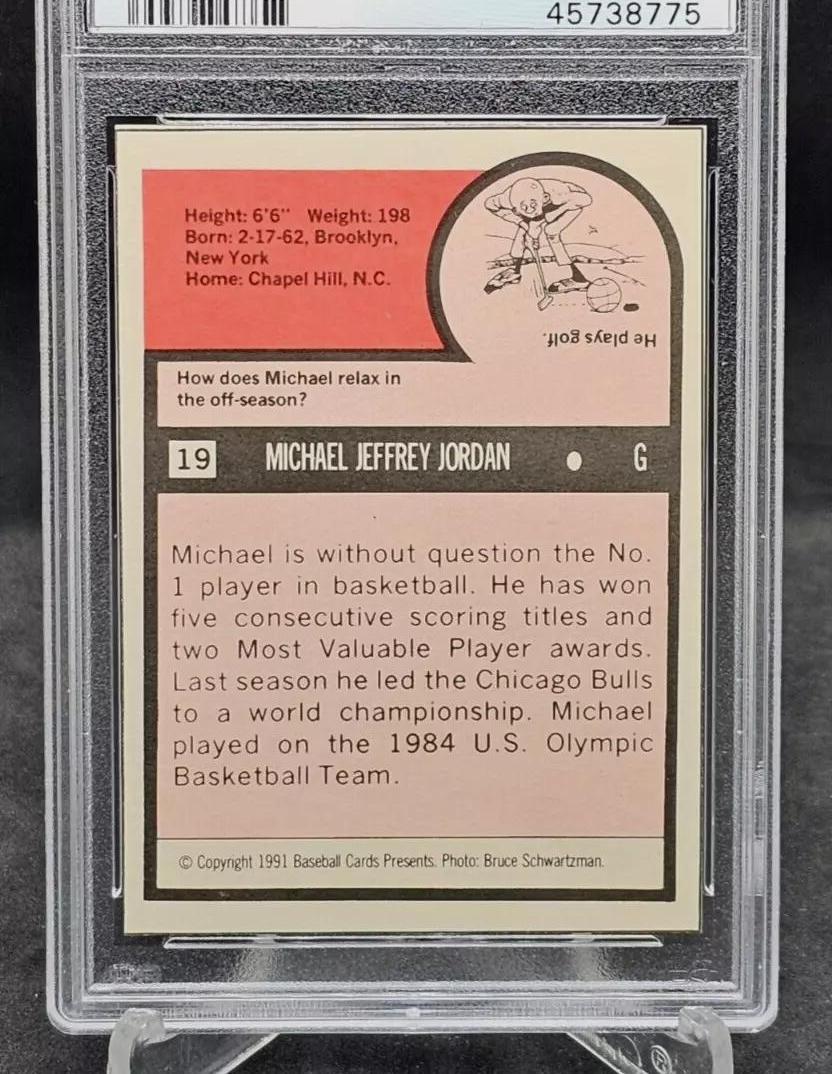 45738775
Height: 6'6" Weight: 198
Born: 2-17-62, Brooklyn,
New York
Home: Chapel Hill, N.C.
He plays golf.
How does Michael relax in
the off-season?
19 MICHAEL JEFFREY JORDAN ● G
Michael is without question the No.
1 player in basketball. He has won
five consecutive scoring titles and
two Most Valuable Player awards.
Last season he led the Chicago Bulls
to a world championship. Michael
played on the 1984 U.S. Olympic
Basketball Team.
© Copyright 1991 Baseball Cards Presents. Photo: Bruce Schwartzman.